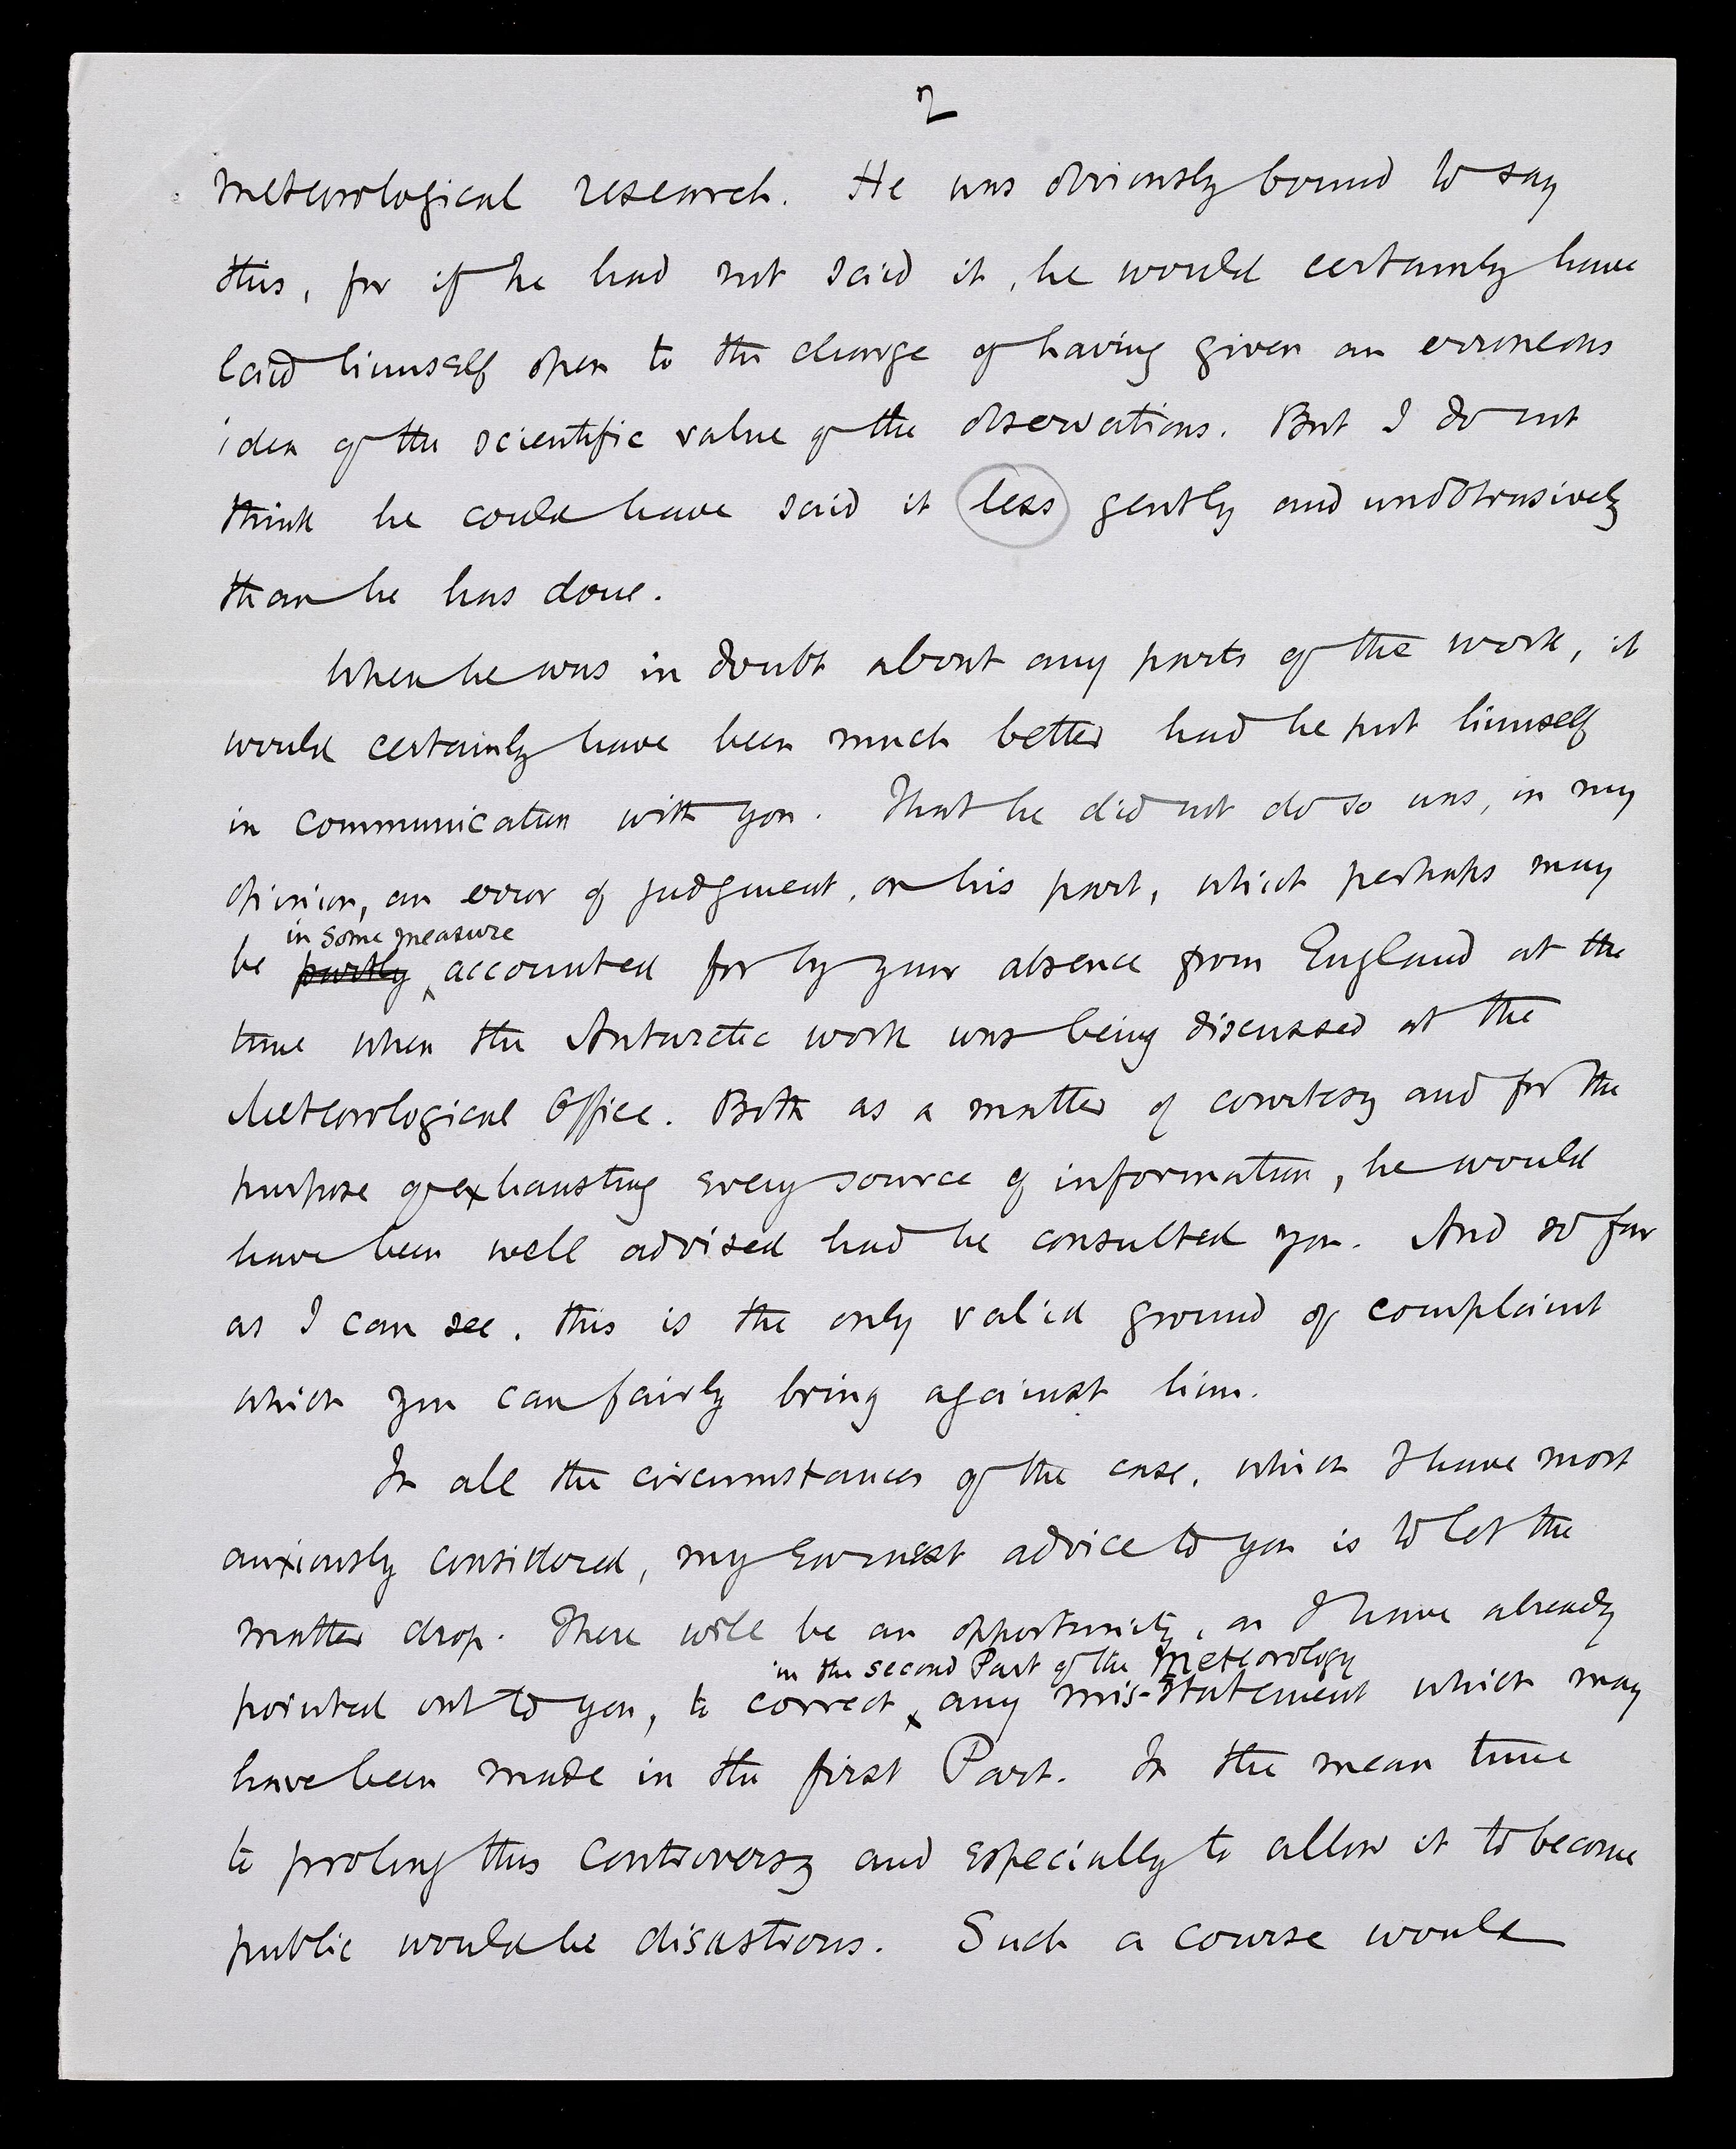 2
meteorological research. He was obviously bound to say
this, for if he had not said it, he would certainly have
laid himself open to the charge of having given an erroneous
idea of the scientific value of the observations. But I do not
think he could have said it less gently and unobtrusively
than he has done.
When he was in doubt about any parts of the work, it
would certainly have been much better had he put himself
in communication with you. That he did not do so was, in my
opinion, an error of judgment, on his part, which perhaps may
in some measure
be partly accounted for by your absence from England at the
time when the Antarctic work was being discussed at the
Meteorological Office. Both as a matter of courtesy and for the
purpose of exhausting every source of information, he would
have been well advised had he consulted you. And so far
as I can see, this is the only valid ground of complaint
which you can fairly bring against him.
In all the circumstances of the case, which I have most
anxiously considered, my earnest advice to you is to let the
matter drop. There will be an opportunity, as I have already
in the second Part of the Meteorology
pointed out to you, to correct any mis-statement which may
have been made in the first Part. In the mean time
to prolong this controversy and especially to allow it to become
public would be disastrous. Such a course would